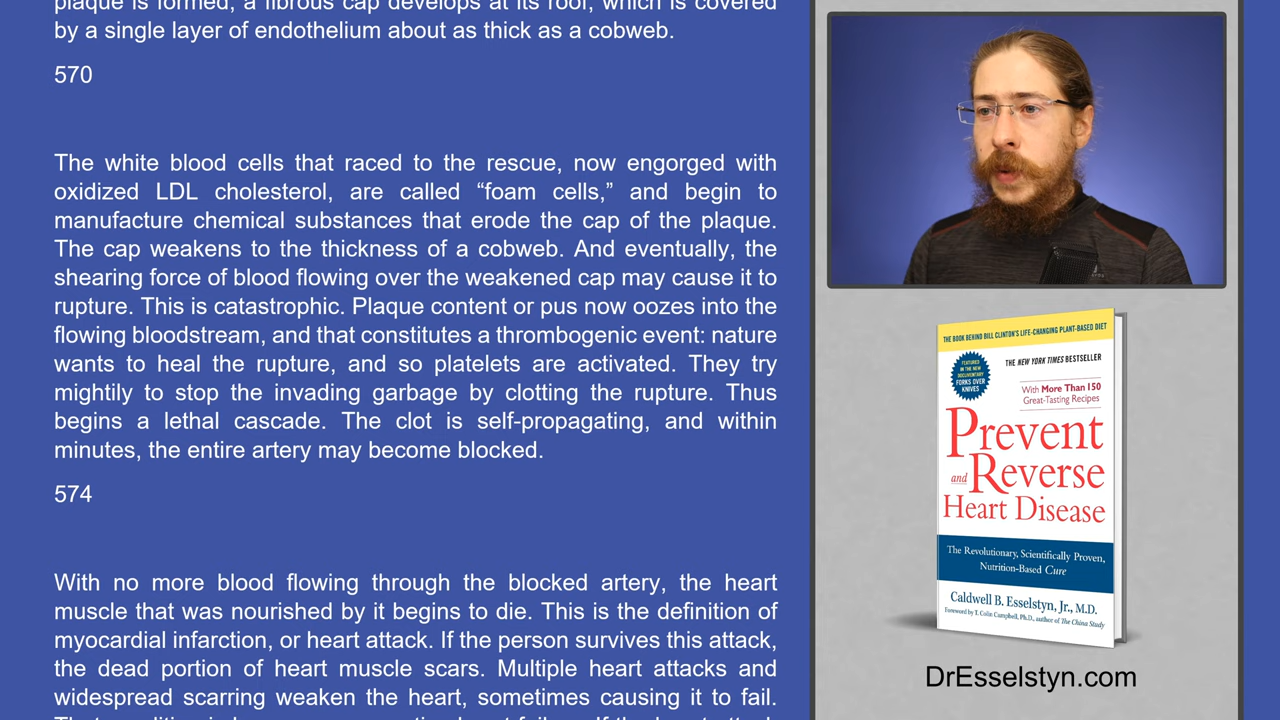 plaque is formed, a fibrous cap develops at its roof, which is covered
by a single layer of endothelium about as thick as a cobweb.
570
The white blood cells that raced to the rescue, now engorged with
oxidized LDL cholesterol, are called “foam cells,” and begin to
manufacture chemical substances that erode the cap of the plaque.
The cap weakens to the thickness of a cobweb. And eventually, the
shearing force of blood flowing over the weakened cap may cause it to
rupture. This is catastrophic. Plaque content or pus now oozes into the
flowing bloodstream, and that constitutes a thrombogenic event: nature
wants to heal the rupture, and so platelets are activated. They try
mightily to stop the invading garbage by clotting the rupture. Thus
begins a lethal cascade. The clot is self-propagating, and within
minutes, the entire artery may become blocked.
574
With no more blood flowing through the blocked artery, the heart
muscle that was nourished by it begins to die. This is the definition of
myocardial infarction, or heart attack. If the person survives this attack,
the dead portion of heart muscle scars. Multiple heart attacks and
widespread scarring weaken the heart, sometimes causing it to fail.
THE BOOK BEHIND BILL CLINTON'S LIFE-CHANGING PLANT-BASED DIET
THE NEW YORK TIMES BESTSELLER
FEATURED
IN THE NEW
DOCUMENTARY
FORKS OVER
KNIVES
With More Than 150
Great-Tasting Recipes
Prevent
and Reverse
Heart Disease
The Revolutionary, Scientifically Proven,
Nutrition-Based Cure
Caldwell B. Esselstyn, Jr., M.D.
Foreword by T. Colin Campbell, Ph.D., author of The China Study
DrEsselstyn.com